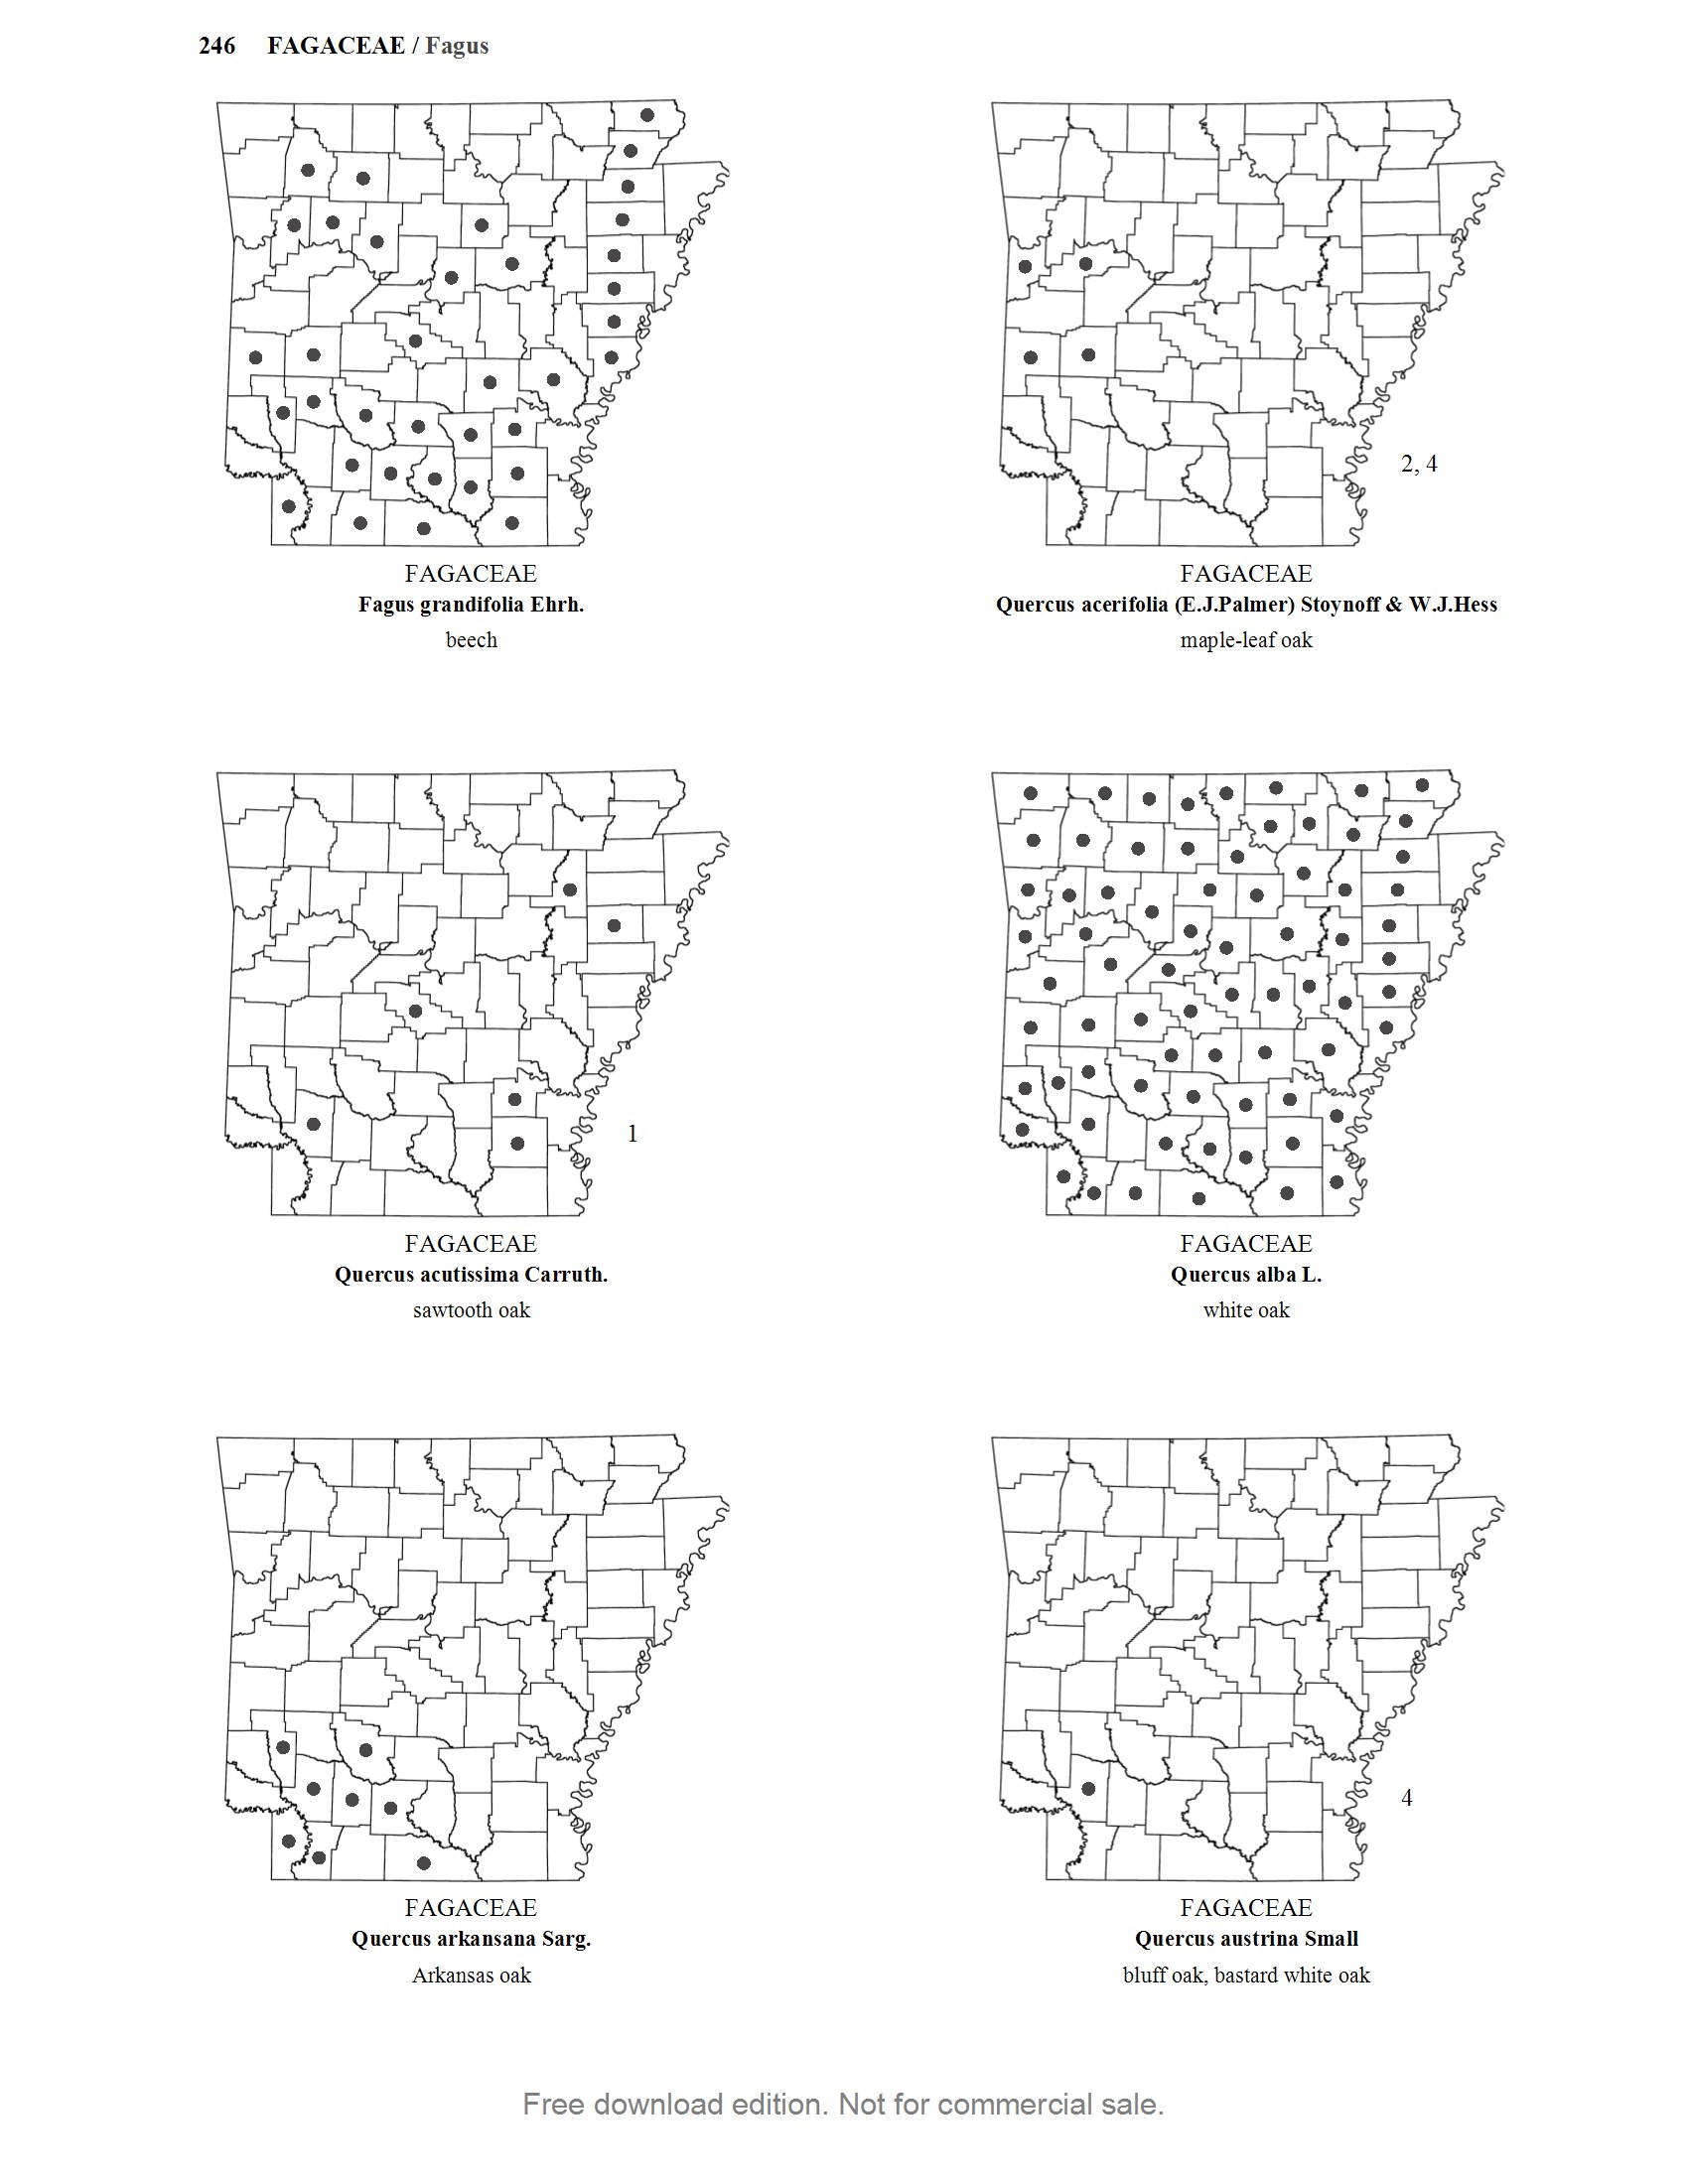 246 FAGACEAE / Fagus
FAGACEAE
Fagus grandifolia Ehrh.
beech
2, 4
FAGACEAE
Quercus acerifolia (E.J.Palmer) Stoynoff & W.J.Hess
maple-leaf oak
1
FAGACEAE
Quercus acutissima Carruth.
sawtooth oak
FAGACEAE
Quercus alba L.
white oak
FAGACEAE
Quercus arkansana Sarg.
Arkansas oak
4
FAGACEAE
Quercus austrina Small
bluff oak, bastard white oak
Free download edition. Not for commercial sale.